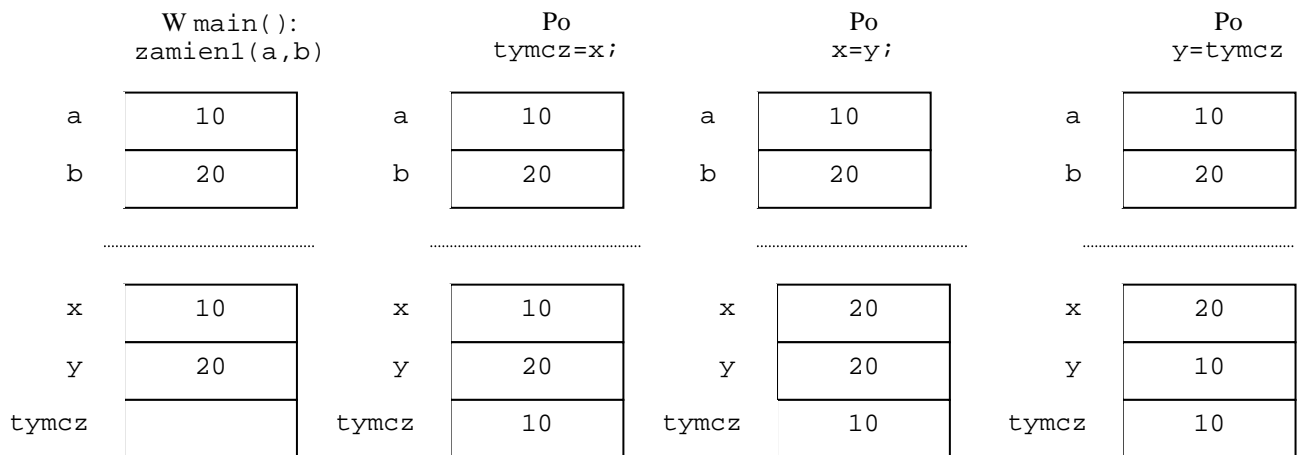 W main(): Po Po Po
zamien1(a,b) tymcz=x; x=y; y=tymcz
a 10 a 10 a 10 a 10
b 20 b 20 b 20 b 20
x 10 x 10 x 20 x 20
y 20 y 20 y 20 y 10
tymcz tymcz 10 tymcz 10 tymcz 10